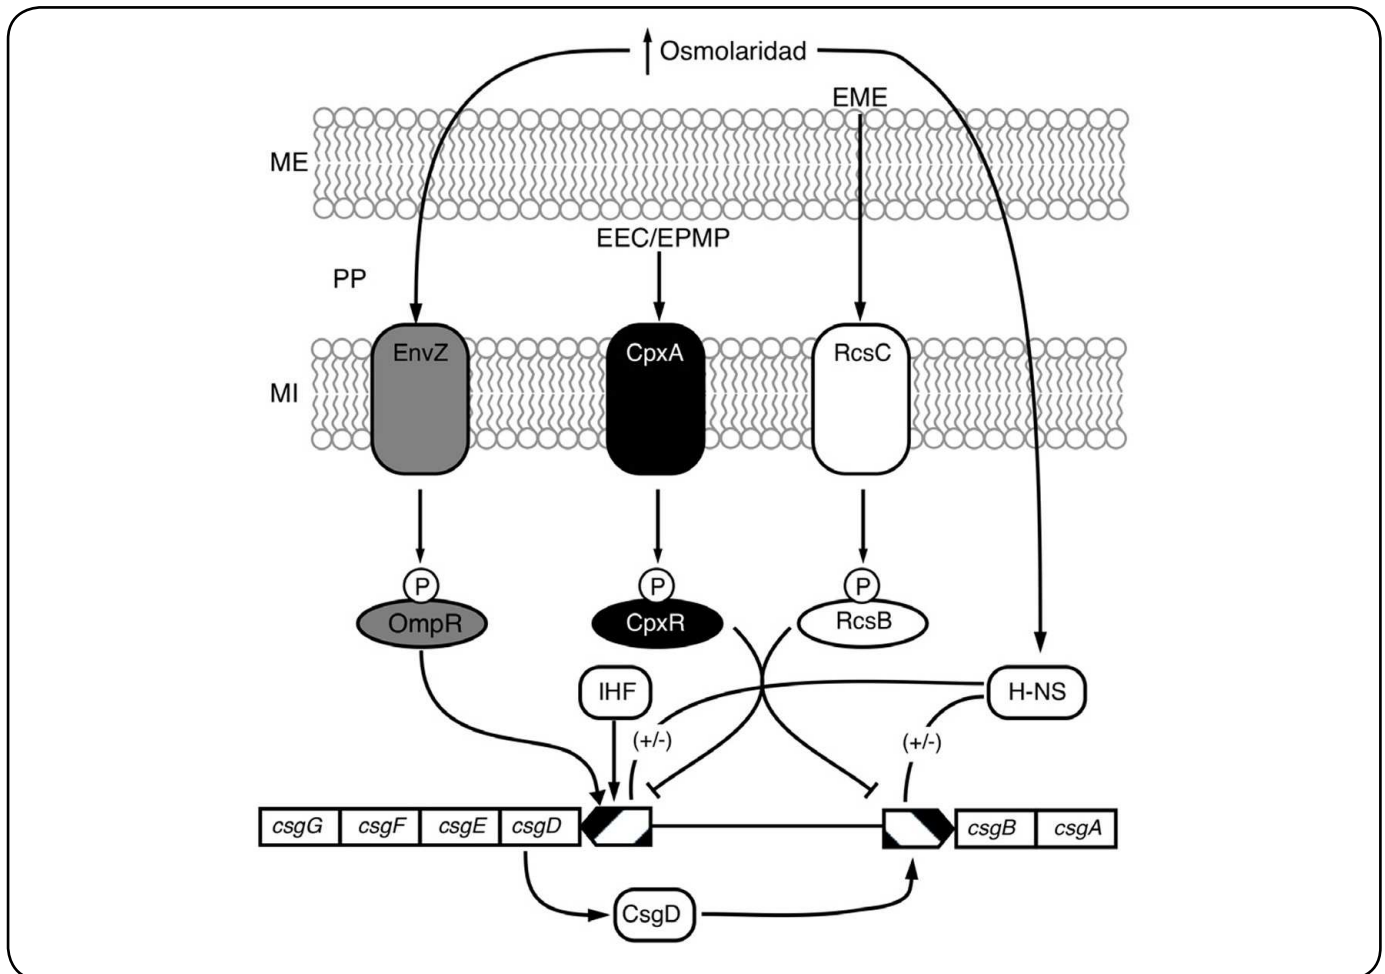 Osmolaridad
EME
ME
EEC/EPMP
PP
EnvZ
CpxA
RcsC
MI
P
P
P
OmpR
CpxR
RcsB
IHF
H-NS
(+/-)
(+/-)
csgG
csgF
csgE
csgD
csgB
csgA
CsgD